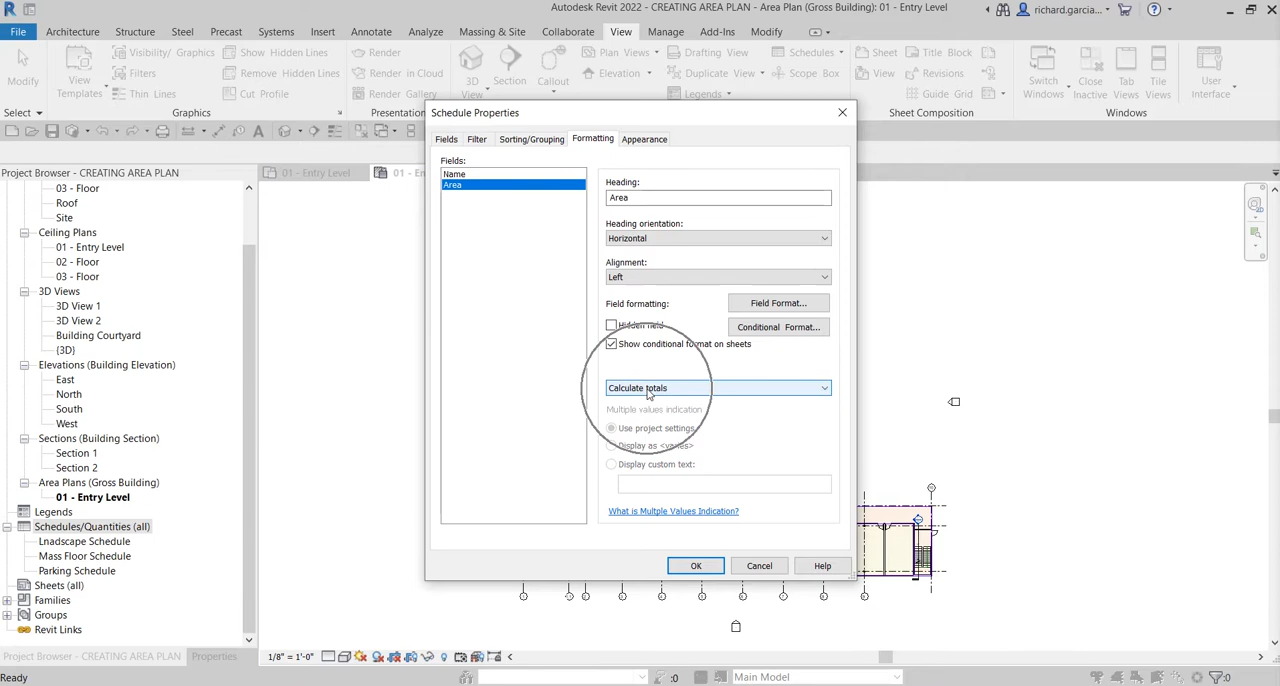 Autodesk Revit 2022 - CREATING AREA PLAN - Area Plan (Gross Building): 01 - Entry Level
richard.garcia...
File Architecture Structure Steel Precast Systems Insert Annotate Analyze Massing & Site Collaborate View Manage Add-Ins Modify
Modify
View
Templates
Visibility/ Graphics
Filters
Thin Lines
Show Hidden Lines
Remove Hidden Lines
Cut Profile
Render
Render in Cloud
Render Gallery
3D
View
Section
Callout
Plan Views
Elevation
Drafting View
Duplicate View
Legends
Schedules
Scope Box
Sheet
View
Title Block
Revisions
Guide Grid
Switch
Windows
Close
Inactive
Tab
Views
Tile
Views
User
Interface
Select Graphics Presentation Sheet Composition Windows
Project Browser - CREATING AREA PLAN
03 - Floor
Roof
Site
Ceiling Plans
01 - Entry Level
02 - Floor
03 - Floor
3D Views
3D View 1
3D View 2
Building Courtyard
{3D}
Elevations (Building Elevation)
East
North
South
West
Sections (Building Section)
Section 1
Section 2
Area Plans (Gross Building)
01 - Entry Level
Legends
Schedules/Quantities (all)
Lnadscape Schedule
Mass Floor Schedule
Parking Schedule
Sheets (all)
Families
Groups
Revit Links
Project Browser - CREATING AREA PLAN Properties
01 - Entry Level
01 - En
Schedule Properties
Fields Filter Sorting/Grouping Formatting Appearance
Fields:
Name
Area
Heading:
Area
Heading orientation:
Horizontal
Alignment:
Left
Field formatting:
Field Format...
Hidden field
Conditional Format...
Show conditional format on sheets
Calculate totals
Multiple values indication
Use project settings
Display as <varies>
Display custom text:
What is Multple Values Indication?
OK Cancel Help
1/8" = 1'-0"
Ready
:0
Main Model
:0